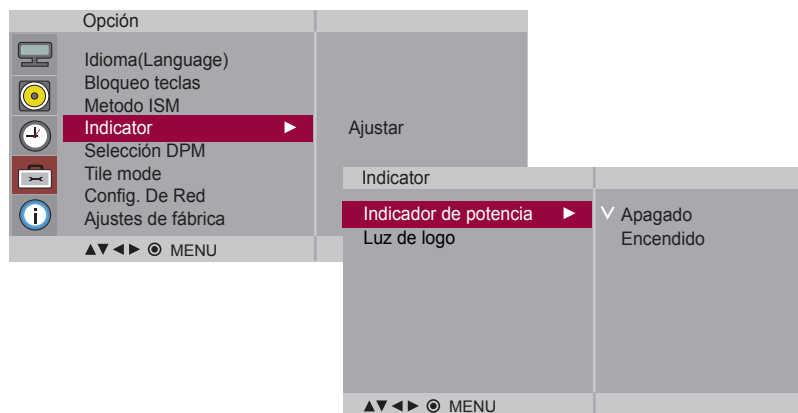 Opción
Idioma(Language)
Bloqueo teclas
Metodo ISM
Indicator ► Ajustar
Selección DPM
Tile mode
Config. De Red
Ajustes de fábrica
▲▼◄► ◉ MENU
Indicator
Indicador de potencia ► ✓ Apagado
Luz de logo Encendido
▲▼◄► ◉ MENU